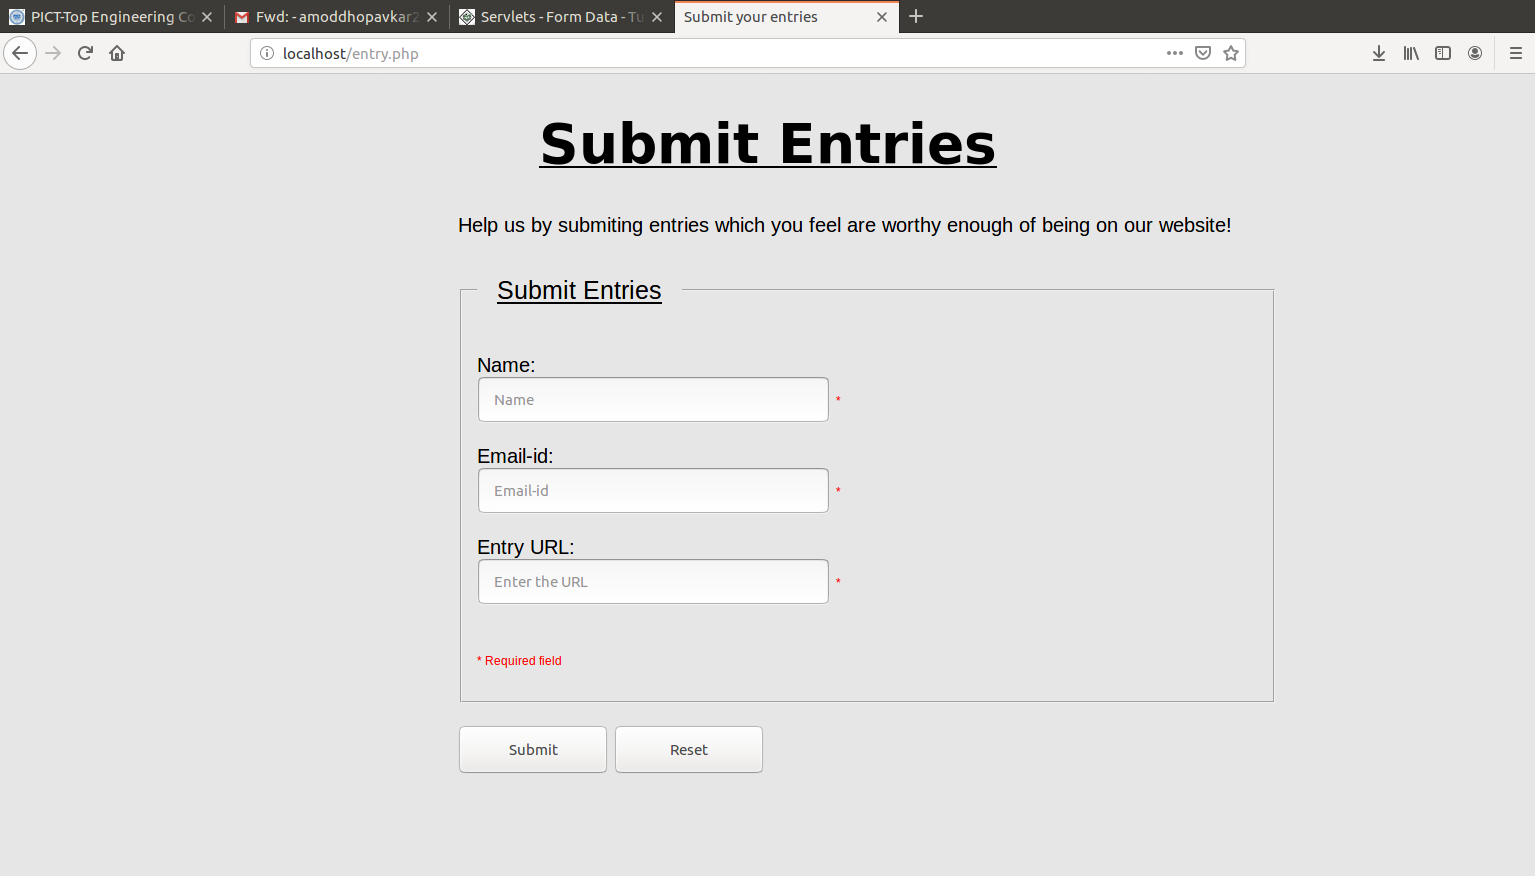 PICT-Top Engineering Co
Fwd: - amoddhopavkar2
Servlets - Form Data - Tu
Submit your entries
localhost/entry.php
Submit Entries
Help us by submiting entries which you feel are worthy enough of being on our website!
Submit Entries
Name:
Name *
Email-id:
Email-id *
Entry URL:
Enter the URL *
* Required field
Submit Reset